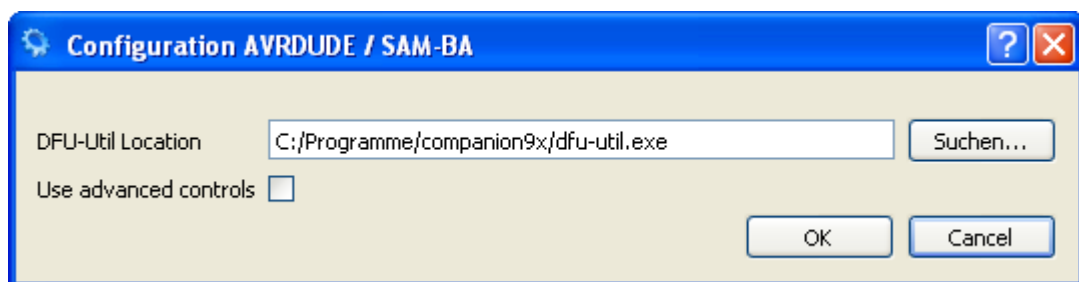 Configuration AVRDUDE / SAM-BA
DFU-Util Location C:/Programme/companion9x/dfu-util.exe Suchen...
Use advanced controls
OK Cancel